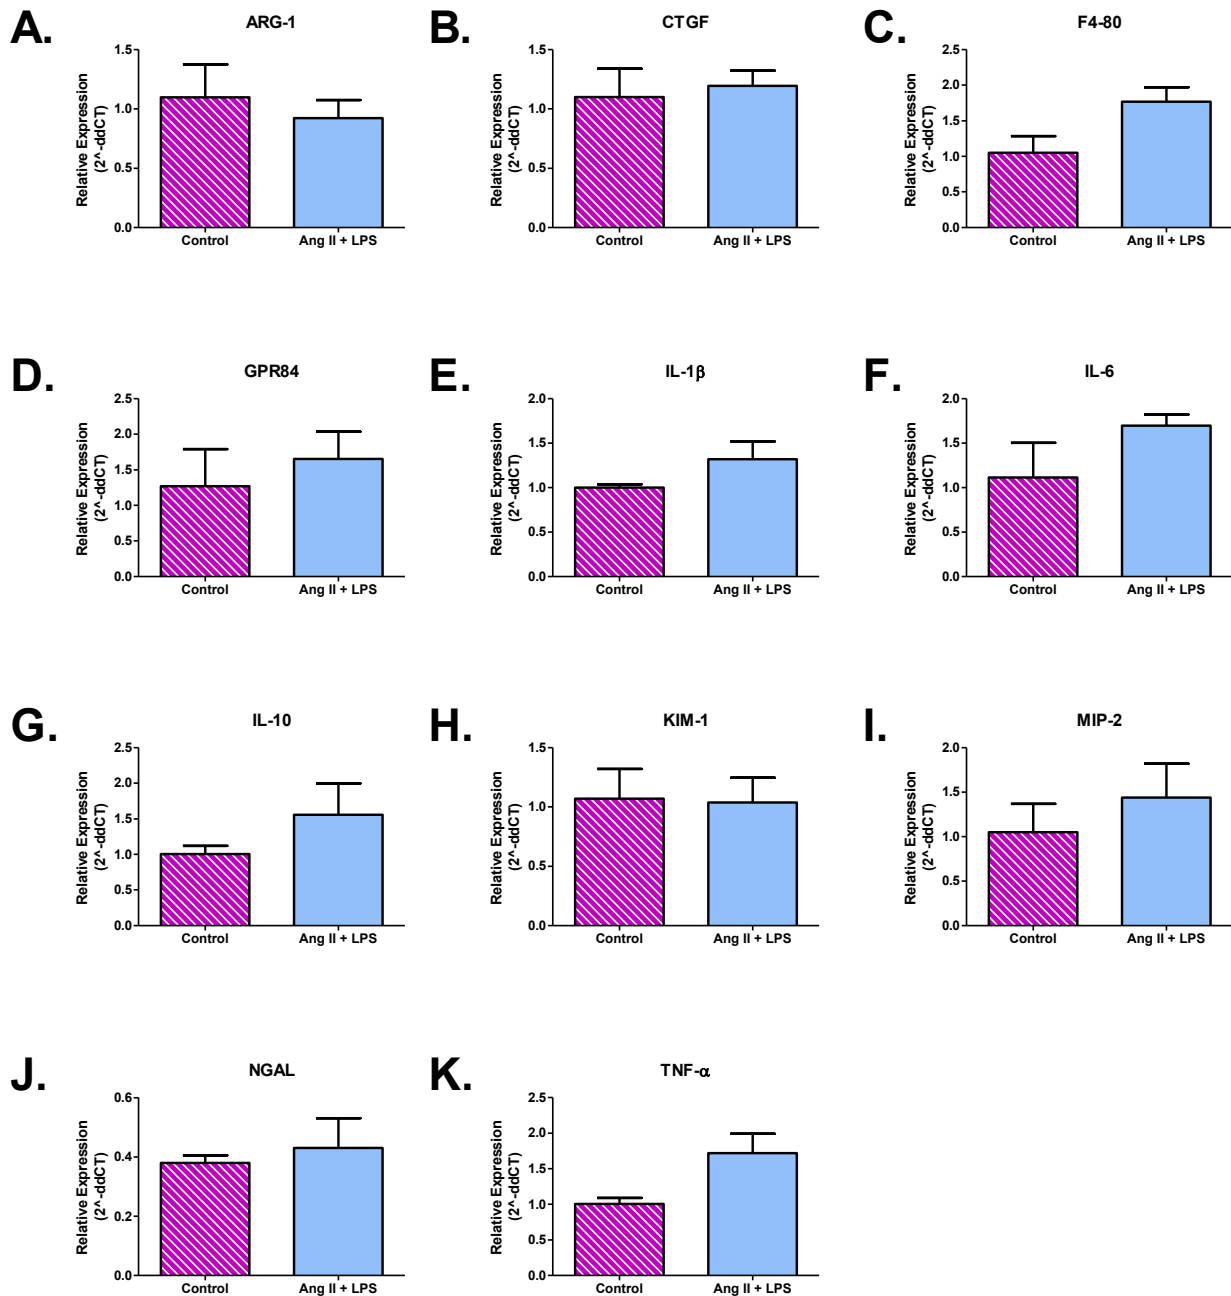 A.
ARG-1
Relative Expression
(2^-ddCT)
1.5
1.0
0.5
0.0
Control
Ang II + LPS
B.
CTGF
Relative Expression
(2^-ddCT)
1.5
1.0
0.5
0.0
Control
Ang II + LPS
C.
F4-80
Relative Expression
(2^-ddCT)
2.5
2.0
1.5
1.0
0.5
0.0
Control
Ang II + LPS
D.
GPR84
Relative Expression
(2^-ddCT)
2.5
2.0
1.5
1.0
0.5
0.0
Control
Ang II + LPS
E.
IL-1β
Relative Expression
(2^-ddCT)
2.0
1.5
1.0
0.5
0.0
Control
Ang II + LPS
F.
IL-6
Relative Expression
(2^-ddCT)
2.0
1.5
1.0
0.5
0.0
Control
Ang II + LPS
G.
IL-10
Relative Expression
(2^-ddCT)
2.5
2.0
1.5
1.0
0.5
0.0
Control
Ang II + LPS
H.
KIM-1
Relative Expression
(2^-ddCT)
1.5
1.0
0.5
0.0
Control
Ang II + LPS
I.
MIP-2
Relative Expression
(2^-ddCT)
2.0
1.5
1.0
0.5
0.0
Control
Ang II + LPS
J.
NGAL
Relative Expression
(2^-ddCT)
0.6
0.4
0.2
0.0
Control
Ang II + LPS
K.
TNF-α
Relative Expression
(2^-ddCT)
2.5
2.0
1.5
1.0
0.5
0.0
Control
Ang II + LPS